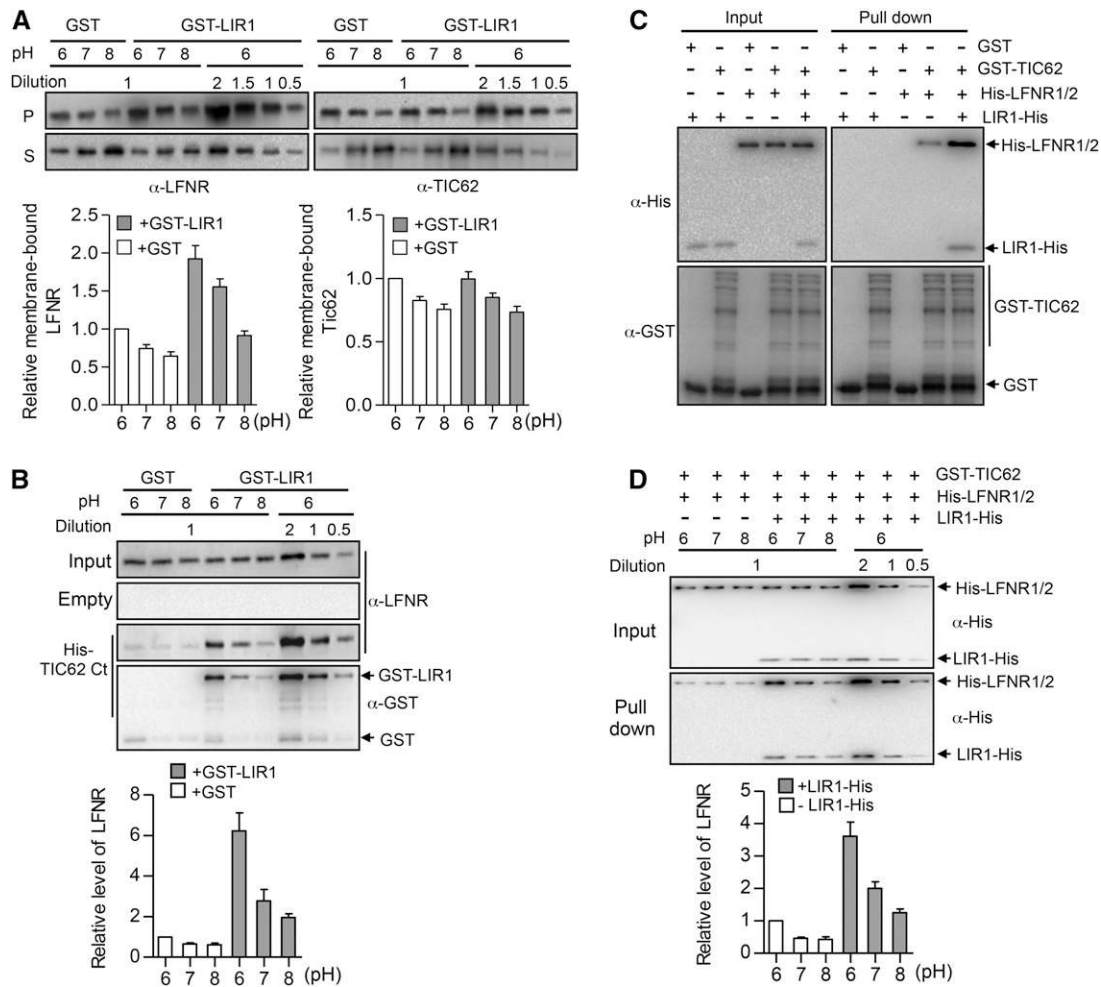 A
GST GST-LIR1 GST GST-LIR1
pH 6 7 8 6 7 8 6 6 7 8 6 7 8 6
Dilution 1 2 1.5 1 0.5 1 2 1.5 1 0.5
P
S
α-LFNR α-TIC62
Relative membrane-bound LFNR
2.5
2.0
1.5
1.0
0.5
0.0
+GST-LIR1
+GST
6 7 8 6 7 8 (pH)
Relative membrane-bound Tic62
1.5
1.0
0.5
0.0
+GST-LIR1
+GST
6 7 8 6 7 8 (pH)
B
GST GST-LIR1
pH 6 7 8 6 7 8 6
Dilution 1 2 1 0.5
Input
Empty
α-LFNR
His-
TIC62 Ct
GST-LIR1
α-GST
GST
+GST-LIR1
+GST
Relative level of LFNR
8
6
4
2
0
6 7 8 6 7 8 (pH)
C
Input Pull down
+ - + - - + - + - - GST
- + - + + - + - + + GST-TIC62
- - + + + - - + + + His-LFNR1/2
+ + - - + + + - - + LIR1-His
His-LFNR1/2
α-His
LIR1-His
GST-TIC62
α-GST
GST
D
+ + + + + + + + + GST-TIC62
+ + + + + + + + + His-LFNR1/2
- - - + + + + + + LIR1-His
pH 6 7 8 6 7 8 6
Dilution 1 2 1 0.5
His-LFNR1/2
Input
α-His
LIR1-His
His-LFNR1/2
Pull
down
α-His
LIR1-His
+LIR1-His
- LIR1-His
Relative level of LFNR
5
4
3
2
1
0
6 7 8 6 7 8 (pH)